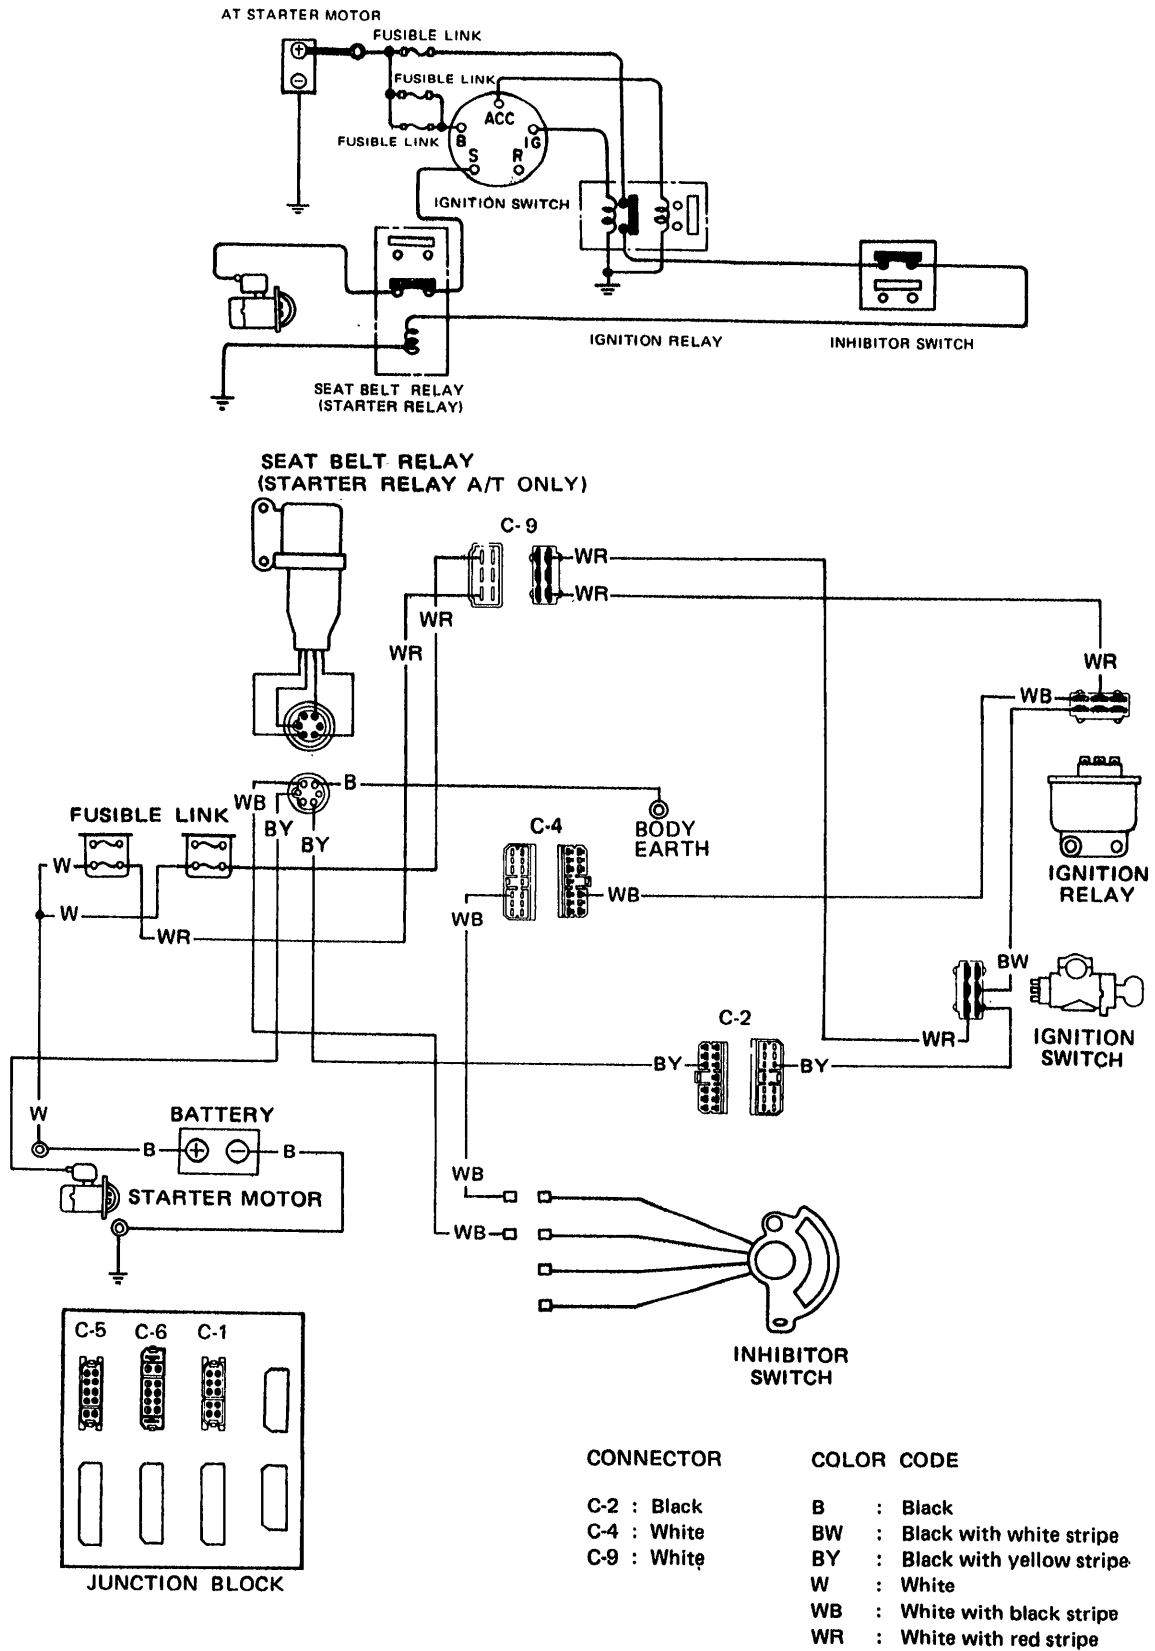 AT STARTER MOTOR
FUSIBLE LINK
FUSIBLE LINK
ACC
B
IG
FUSIBLE LINK
S
R
IGNITION SWITCH
IGNITION RELAY
INHIBITOR SWITCH
SEAT BELT RELAY
(STARTER RELAY)
SEAT BELT RELAY
(STARTER RELAY A/T ONLY)
C-9
WR
WR
WR
WR
WR
WB
B
WB
BY
BY
FUSIBLE LINK
C-4
BODY
EARTH
W
IGNITION
RELAY
WB
WB
W
WR
BW
C-2
WR
IGNITION
SWITCH
BY
BY
W
BATTERY
B
+
−
B
WB
STARTER MOTOR
WB
C-5
C-6
C-1
INHIBITOR
SWITCH
JUNCTION BLOCK
CONNECTOR
C-2 : Black
C-4 : White
C-9 : White
COLOR CODE
B : Black
BW : Black with white stripe
BY : Black with yellow stripe
W : White
WB : White with black stripe
WR : White with red stripe